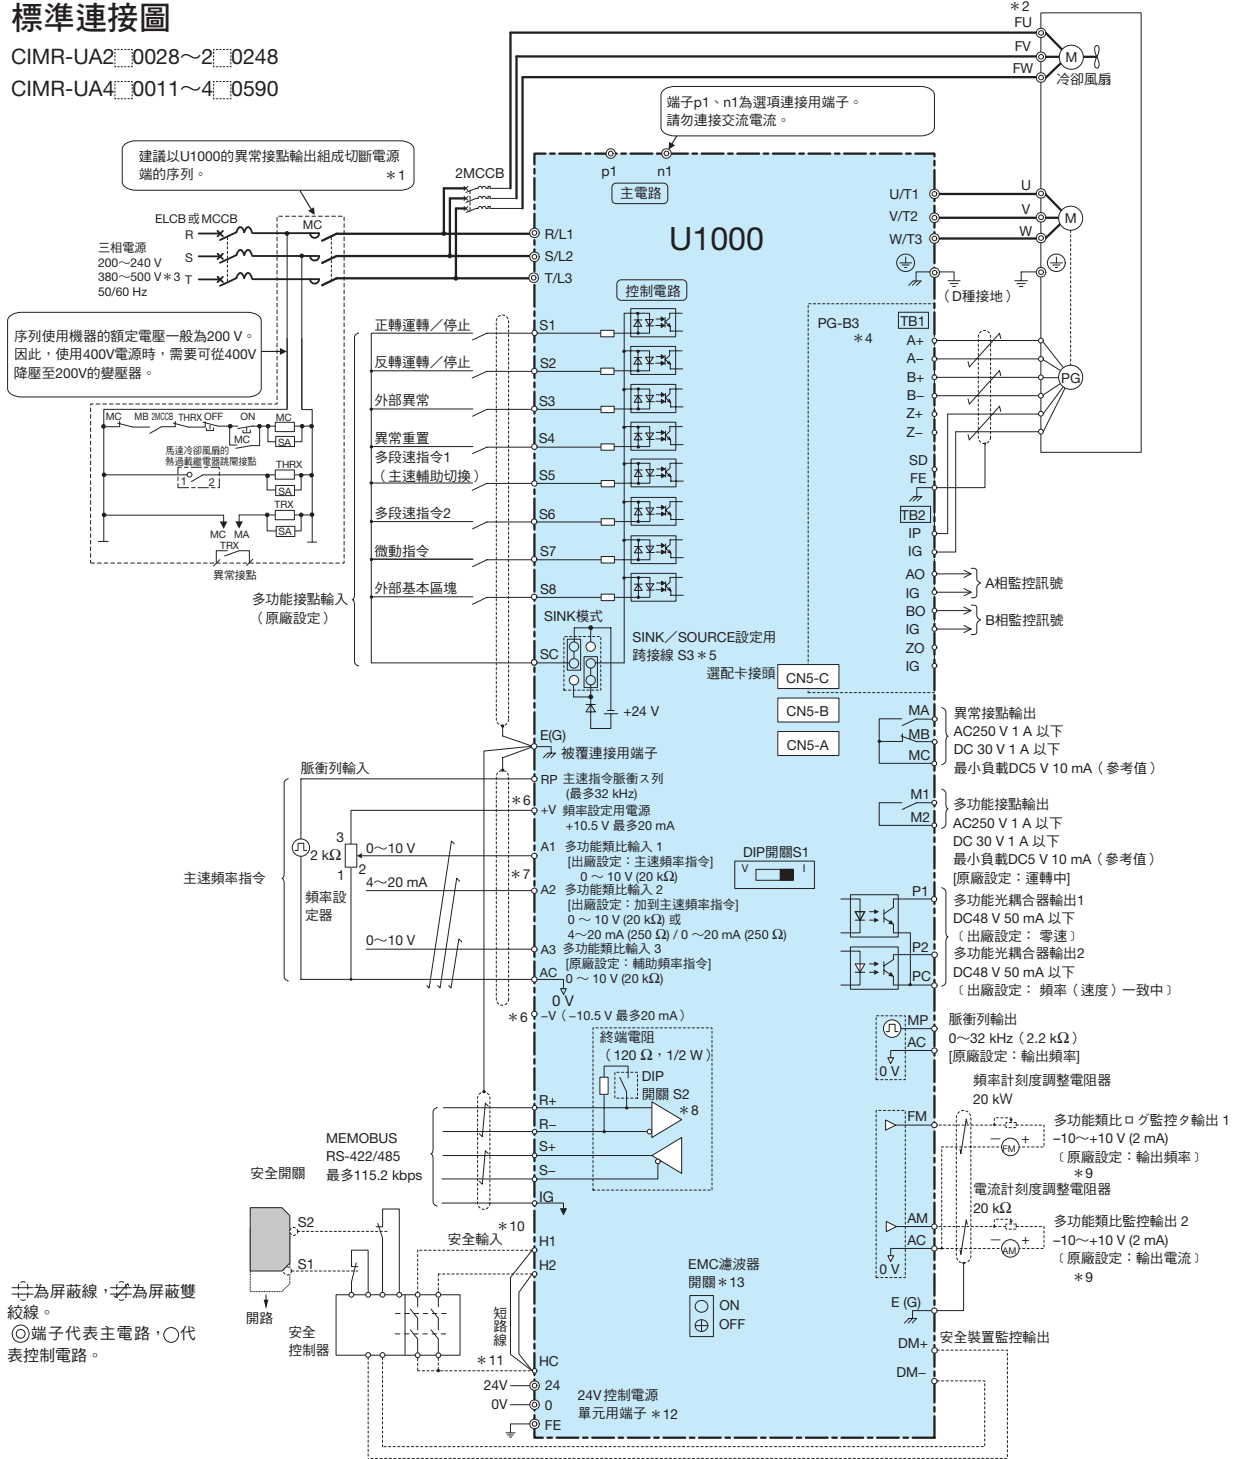 標準連接圖
CIMR-UA2□0028～2□0248
CIMR-UA4□0011～4□0590
＊2
FU
FV
FW
M
冷卻風扇
端子p1、n1為選項連接用端子。
請勿連接交流電流。
建議以U1000的異常接點輸出組成切斷電源
端的序列。 ＊1
2MCCB
p1
n1
主電路
U1000
ELCB 或 MCCB
MC
R
S
T
三相電源
200～240 V
380～500 V＊3
50/60 Hz
R/L1
S/L2
T/L3
U/T1
V/T2
W/T3
U
V
W
M
（D種接地）
控制電路
序列使用機器的額定電壓一般為200 V。
因此，使用400V電源時，需要可從400V
降壓至200V的變壓器。
MC
MB
2MCCB
THRX
OFF
ON
MC
MC
SA
馬達冷卻風扇的
熱過載繼電器跳閘接點
1
2
THRX
SA
TRX
SA
MC
MA
TRX
異常接點
正轉運轉／停止
S1
反轉運轉／停止
S2
外部異常
S3
異常重置
S4
多段速指令1
（主速輔助切換）
S5
多段速指令2
S6
微動指令
S7
外部基本區塊
S8
多功能接點輸入
（原廠設定）
SINK模式
SC
SINK／SOURCE設定用
跨接線 S3＊5
+24 V
選配卡接頭
CN5-C
CN5-B
CN5-A
PG-B3
＊4
TB1
A+
A−
B+
B−
Z+
Z−
SD
FE
TB2
IP
IG
AO
IG
BO
IG
ZO
IG
PG
A相監控訊號
B相監控訊號
E(G)
被覆連接用端子
脈衝列輸入
RP 主速指令脈衝ス列
(最多32 kHz)
＊6
+V 頻率設定用電源
+10.5 V 最多20 mA
主速頻率指令
2 kΩ
3
2
1
頻率設
定器
0～10 V
＊7
A1 多功能類比輸入 1
[出廠設定：主速頻率指令]
0 ～ 10 V (20 kΩ)
4～20 mA
A2 多功能類比輸入 2
[出廠設定：加到主速頻率指令]
0 ～ 10 V (20 kΩ) 或
4～20 mA (250 Ω) / 0 ～20 mA (250 Ω)
0～10 V
A3 多功能類比輸入 3
[原廠設定：輔助頻率指令]
0 ～ 10 V (20 kΩ)
AC
0 V
＊6
−V（−10.5 V 最多20 mA）
DIP開關S1
V
I
MA
MB
MC
異常接點輸出
AC250 V 1 A 以下
DC 30 V 1 A 以下
最小負載DC5 V 10 mA（參考值）
M1
M2
多功能接點輸出
AC250 V 1 A 以下
DC 30 V 1 A 以下
最小負載DC5 V 10 mA（參考值）
[原廠設定：運轉中]
P1
多功能光耦合器輸出1
DC48 V 50 mA 以下
〔出廠設定： 零速〕
P2
PC
多功能光耦合器輸出2
DC48 V 50 mA 以下
〔出廠設定： 頻率（速度）一致中〕
MP
AC
0 V
脈衝列輸出
0～32 kHz（2.2 kΩ）
[原廠設定：輸出頻率]
終端電阻
（120 Ω，1/2 W）
DIP
開關 S2
＊8
R+
R−
S+
S−
IG
MEMOBUS
RS-422/485
最多115.2 kbps
頻率計刻度調整電阻器
20 kW
FM
−
FM
+
多功能類比ログ監控タ輸出 1
−10～+10 V (2 mA)
〔原廠設定：輸出頻率〕
＊9
電流計刻度調整電阻器
20 kΩ
AM
AC
0 V
−
AM
+
多功能類比監控輸出 2
−10～+10 V (2 mA)
〔原廠設定：輸出電流〕
＊9
E (G)
安全開關
S2
S1
開路
安全
控制器
＊10
安全輸入
H1
H2
短路線
＊11
HC
EMC濾波器
開關＊13
ON
OFF
DM+
DM−
安全裝置監控輸出
24V
24
0V
0
FE
24V 控制電源
單元用端子 ＊12
為屏蔽線，為屏蔽雙
絞線。
◎端子代表主電路，○代
表控制電路。